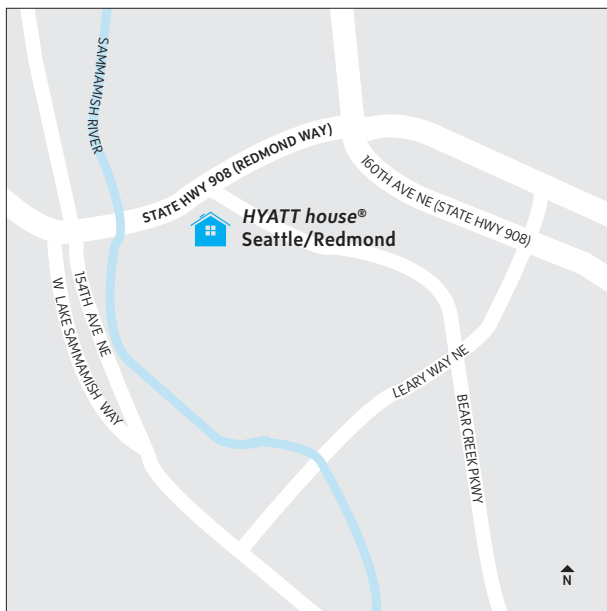 SAMMAMISH RIVER
STATE HWY 908 (REDMOND WAY)
160TH AVE NE (STATE HWY 908)
HYATT house®
Seattle/Redmond
154TH AVE NE
W LAKE SAMMAMISH WAY
LEARY WAY NE
BEAR CREEK PKWY
N